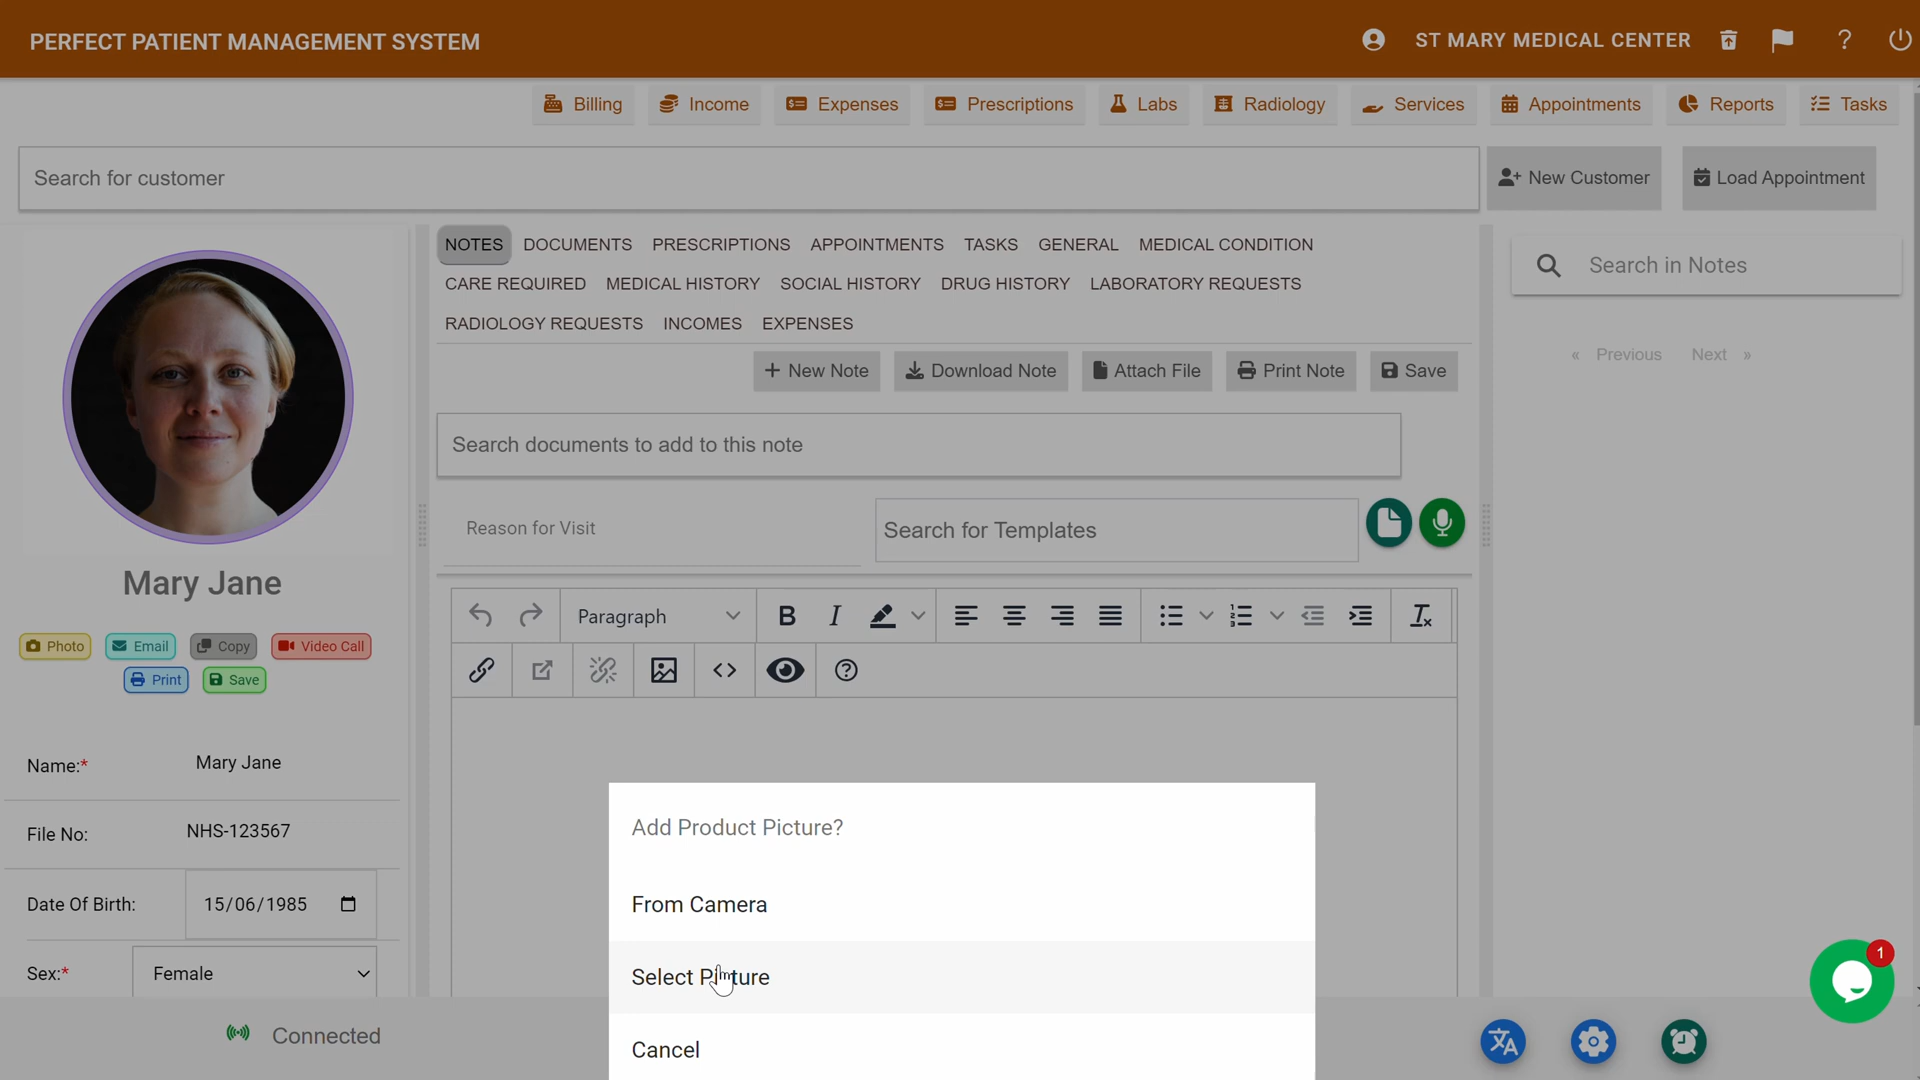 PERFECT PATIENT MANAGEMENT SYSTEM
ST MARY MEDICAL CENTER
?
Billing Income Expenses Prescriptions Labs Radiology Services Appointments Reports Tasks
Search for customer
New Customer
Load Appointment
NOTES DOCUMENTS PRESCRIPTIONS APPOINTMENTS TASKS GENERAL MEDICAL CONDITION
CARE REQUIRED MEDICAL HISTORY SOCIAL HISTORY DRUG HISTORY LABORATORY REQUESTS
RADIOLOGY REQUESTS INCOMES EXPENSES
Search in Notes
« Previous Next »
+ New Note Download Note Attach File Print Note Save
Search documents to add to this note
Reason for Visit
Search for Templates
Mary Jane
Photo Email Copy Video Call
Print Save
Paragraph B I
Name:* Mary Jane
File No: NHS-123567
Date Of Birth: 15/06/1985
Sex:* Female
Add Product Picture?
From Camera
Select Picture
Cancel
1
Connected